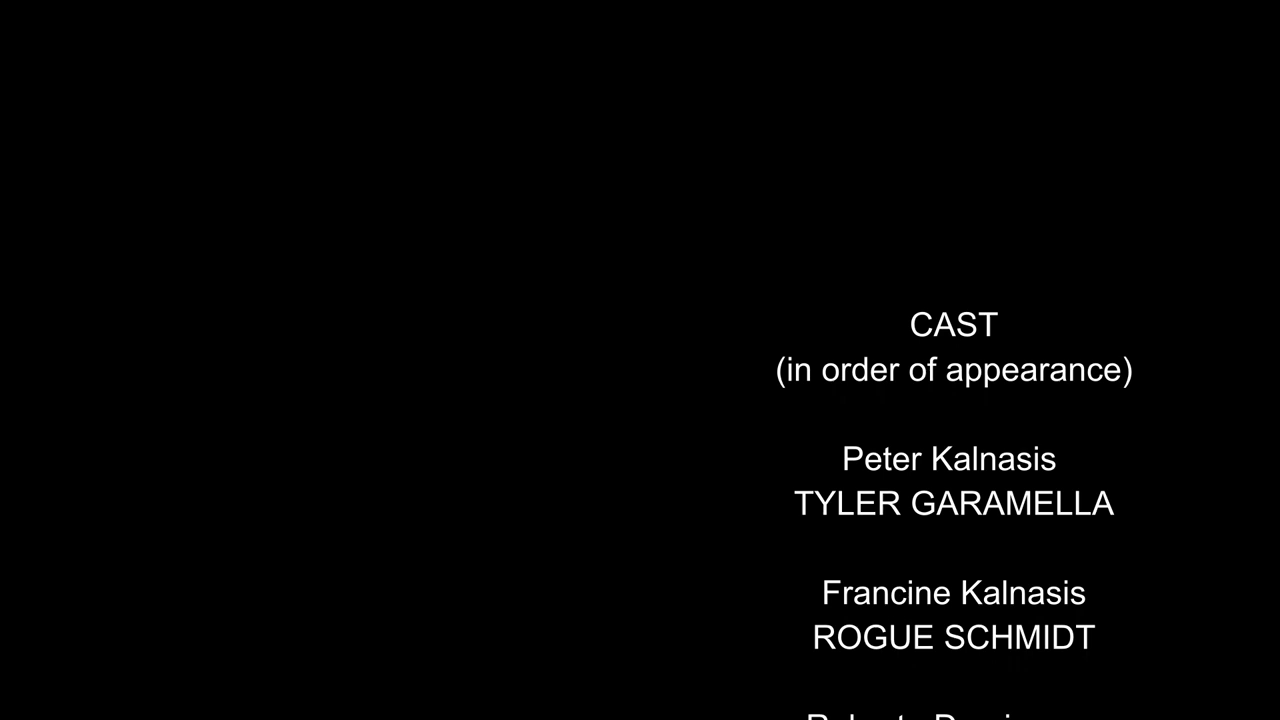 CAST
(in order of appearance)
Peter Kalnasis
TYLER GARAMELLA
Francine Kalnasis
ROGUE SCHMIDT